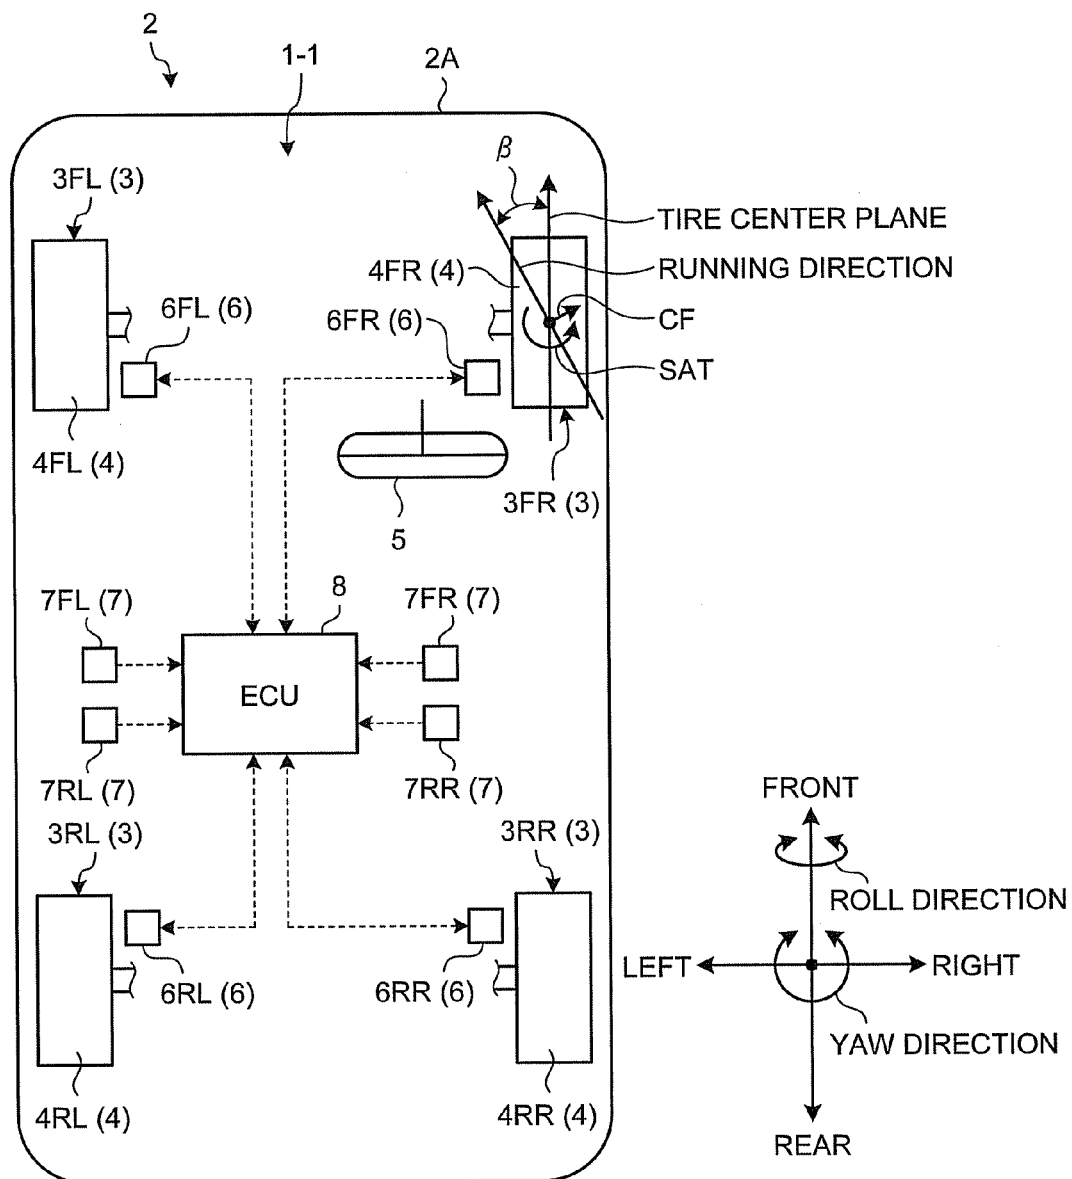 2
1-1
2A
β
3FL (3)
TIRE CENTER PLANE
4FR (4)
RUNNING DIRECTION
6FL (6)
6FR (6)
CF
SAT
4FL (4)
3FR (3)
5
8
7FL (7)
7FR (7)
ECU
7RL (7)
7RR (7)
FRONT
3RL (3)
3RR (3)
ROLL DIRECTION
LEFT
RIGHT
6RL (6)
6RR (6)
YAW DIRECTION
4RL (4)
4RR (4)
REAR